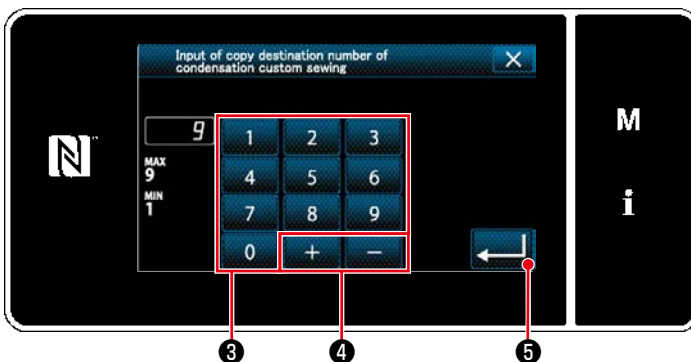 Input of copy destination number of
condensation custom sewing
9
MAX
9
MIN
1
1 2 3
4 5 6
7 8 9
0 + −
M
i
❸ ❹ ❺